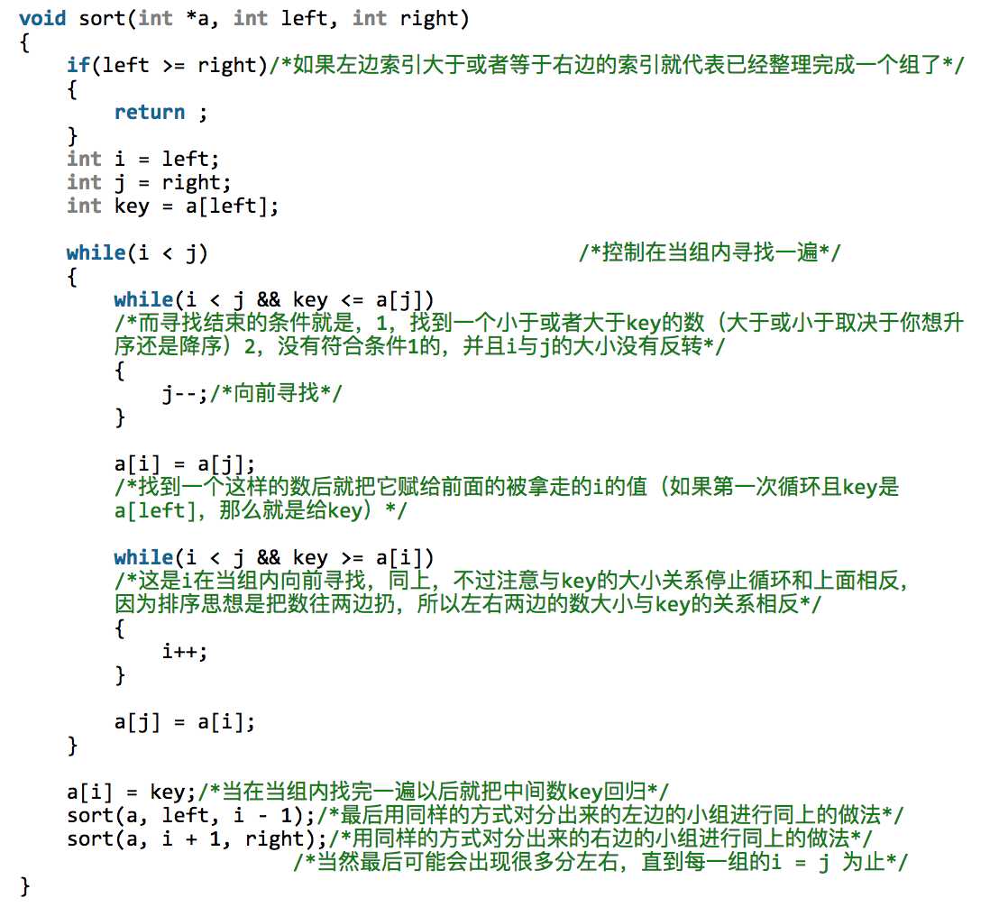 void sort(int *a, int left, int right)
{
    if(left >= right)/*如果左边索引大于或者等于右边的索引就代表已经整理完成一个组了*/
    {
        return ;
    }
    int i = left;
    int j = right;
    int key = a[left];

    while(i < j)                               /*控制在当组内寻找一遍*/
    {
        while(i < j && key <= a[j])
        /*而寻找结束的条件就是，1，找到一个小于或者大于key的数（大于或小于取决于你想升
        序还是降序）2，没有符合条件1的，并且i与j的大小没有反转*/
        {
            j--;/*向前寻找*/
        }

        a[i] = a[j];
        /*找到一个这样的数后就把它赋给前面的被拿走的i的值（如果第一次循环且key是
        a[left]，那么就是给key）*/

        while(i < j && key >= a[i])
        /*这是i在当组内向前寻找，同上，不过注意与key的大小关系停止循环和上面相反，
        因为排序思想是把数往两边扔，所以左右两边的数大小与key的关系相反*/
        {
            i++;
        }

        a[j] = a[i];
    }

    a[i] = key;/*当在当组内找完一遍以后就把中间数key回归*/
    sort(a, left, i - 1);/*最后用同样的方式对分出来的左边的小组进行同上的做法*/
    sort(a, i + 1, right);/*用同样的方式对分出来的右边的小组进行同上的做法*/
                       /*当然最后可能会出现很多分左右，直到每一组的i = j 为止*/
}